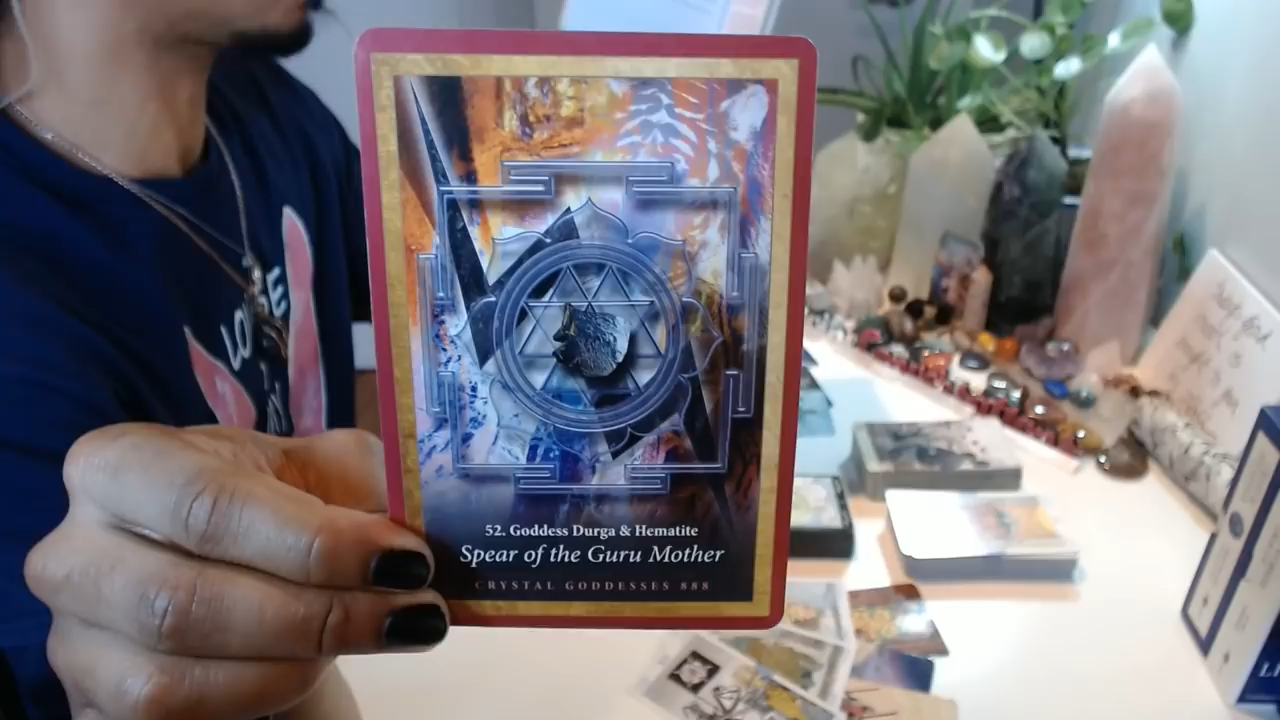 52. Goddess Durga & Hematite
Spear of the Guru Mother
CRYSTAL GODDESSES 888